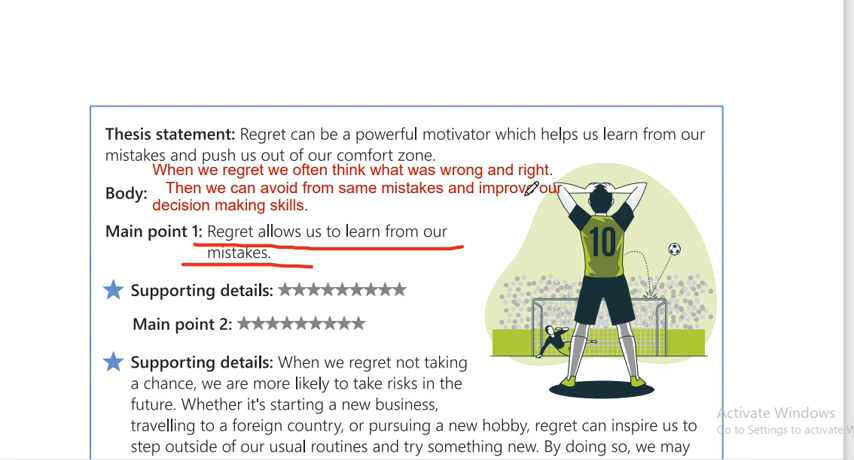 Thesis statement: Regret can be a powerful motivator which helps us learn from our
mistakes and push us out of our comfort zone.
When we regret we often think what was wrong and right.
Body: Then we can avoid from same mistakes and improve our
decision making skills.
Main point 1: Regret allows us to learn from our
mistakes.
Supporting details: ★★★★★★★★★
Main point 2: ★★★★★★★★★
Supporting details: When we regret not taking
a chance, we are more likely to take risks in the
future. Whether it's starting a new business,
travelling to a foreign country, or pursuing a new hobby, regret can inspire us to
step outside of our usual routines and try something new. By doing so, we may
10
Activate Windows
Go to Settings to activate W